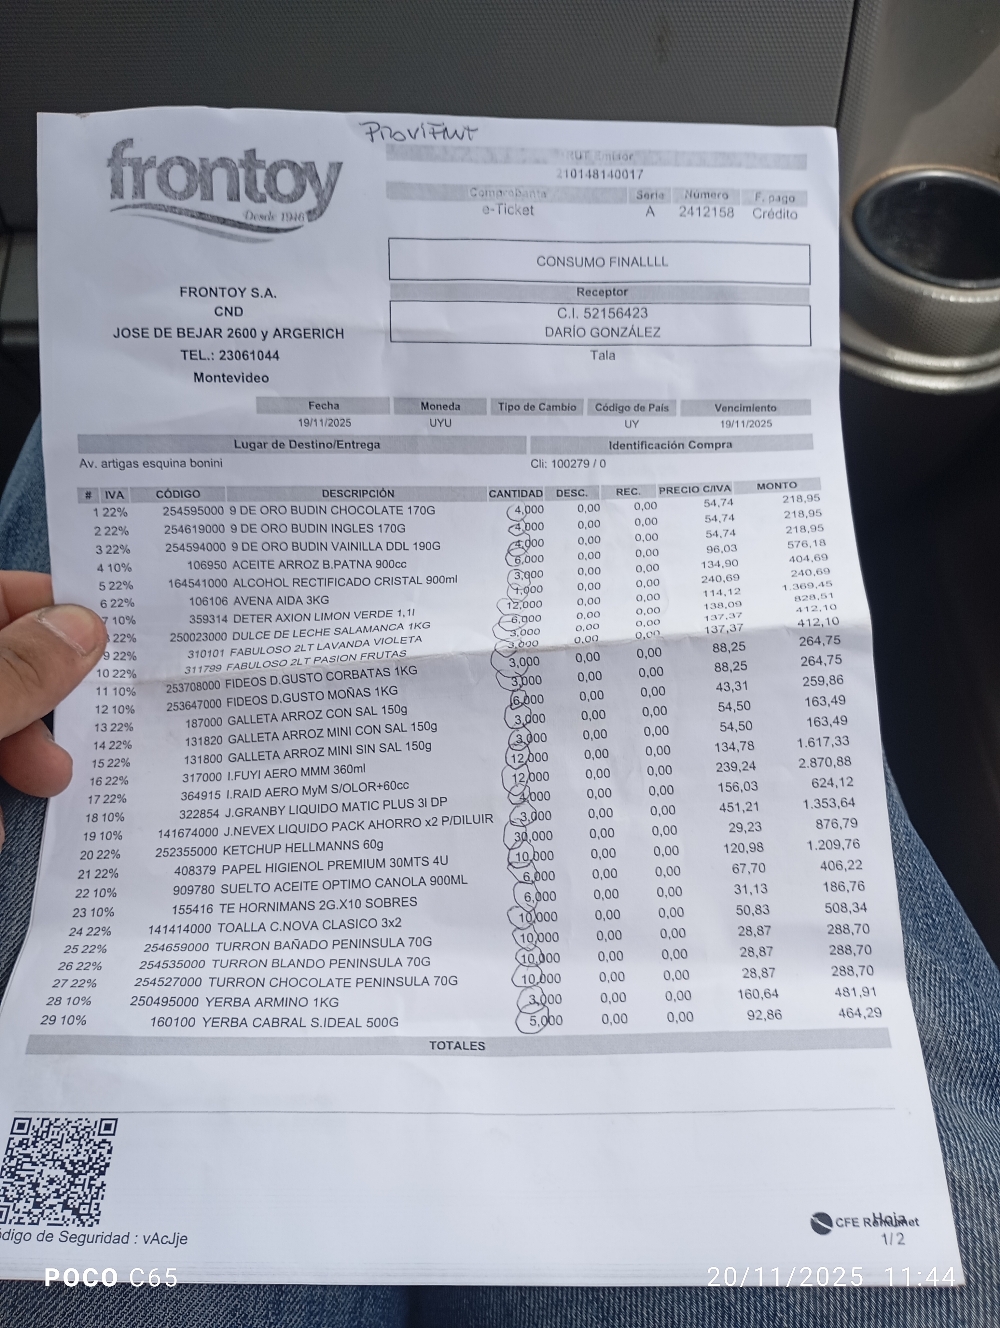 PROVIFNT
frontoy
Desde 1946
RUT Emisor
210148140017
Comprobante Serie Número F. pago
e-Ticket A 2412158 Crédito
CONSUMO FINALLLL
Receptor
C.I. 52156423
DARÍO GONZÁLEZ
Tala
FRONTOY S.A.
CND
JOSE DE BEJAR 2600 y ARGERICH
TEL.: 23061044
Montevideo
Fecha Moneda Tipo de Cambio Código de País Vencimiento
19/11/2025 UYU UY 19/11/2025
Lugar de Destino/Entrega Identificación Compra
Av. artigas esquina bonini Cli: 100279 / 0
# IVA CÓDIGO DESCRIPCIÓN CANTIDAD DESC. REC. PRECIO C/IVA MONTO
1 22% 254595000 9 DE ORO BUDIN CHOCOLATE 170G 4,000 0,00 0,00 54,74 218,95
2 22% 254619000 9 DE ORO BUDIN INGLES 170G 4,000 0,00 0,00 54,74 218,95
3 22% 254594000 9 DE ORO BUDIN VAINILLA DDL 190G 4,000 0,00 0,00 54,74 218,95
4 10% 106950 ACEITE ARROZ B.PATNA 900cc 6,000 0,00 0,00 96,03 576,18
5 22% 164541000 ALCOHOL RECTIFICADO CRISTAL 900ml 3,000 0,00 0,00 134,90 404,69
6 22% 106106 AVENA AIDA 3KG 1,000 0,00 0,00 240,69 240,69
7 10% 359314 DETER AXION LIMON VERDE 1.1l 12,000 0,00 0,00 114,12 1.369,45
22% 250023000 DULCE DE LECHE SALAMANCA 1KG 6,000 0,00 0,00 138,09 828,51
9 22% 310101 FABULOSO 2LT LAVANDA VIOLETA 3,000 0,00 0,00 137,37 412,10
10 22% 311799 FABULOSO 2LT PASION FRUTAS 3,000 0,00 0,00 137,37 412,10
11 10% 253708000 FIDEOS D.GUSTO CORBATAS 1KG 3,000 0,00 0,00 88,25 264,75
12 10% 253647000 FIDEOS D.GUSTO MOÑAS 1KG 3,000 0,00 0,00 88,25 264,75
13 22% 187000 GALLETA ARROZ CON SAL 150g 6,000 0,00 0,00 43,31 259,86
14 22% 131820 GALLETA ARROZ MINI CON SAL 150g 3,000 0,00 0,00 54,50 163,49
15 22% 131800 GALLETA ARROZ MINI SIN SAL 150g 3,000 0,00 0,00 54,50 163,49
16 22% 317000 I.FUYI AERO MMM 360ml 12,000 0,00 0,00 134,78 1.617,33
17 22% 364915 I.RAID AERO MyM S/OLOR+60cc 12,000 0,00 0,00 239,24 2.870,88
18 10% 322854 J.GRANBY LIQUIDO MATIC PLUS 3l DP 4,000 0,00 0,00 156,03 624,12
19 10% 141674000 J.NEVEX LIQUIDO PACK AHORRO x2 P/DILUIR 3,000 0,00 0,00 451,21 1.353,64
20 22% 252355000 KETCHUP HELLMANNS 60g 30,000 0,00 0,00 29,23 876,79
21 22% 408379 PAPEL HIGIENOL PREMIUM 30MTS 4U 10,000 0,00 0,00 120,98 1.209,76
22 10% 909780 SUELTO ACEITE OPTIMO CANOLA 900ML 6,000 0,00 0,00 67,70 406,22
23 10% 155416 TE HORNIMANS 2G.X10 SOBRES 6,000 0,00 0,00 31,13 186,76
24 22% 141414000 TOALLA C.NOVA CLASICO 3x2 10,000 0,00 0,00 50,83 508,34
25 22% 254659000 TURRON BAÑADO PENINSULA 70G 10,000 0,00 0,00 28,87 288,70
26 22% 254535000 TURRON BLANDO PENINSULA 70G 10,000 0,00 0,00 28,87 288,70
27 22% 254527000 TURRON CHOCOLATE PENINSULA 70G 10,000 0,00 0,00 28,87 288,70
28 10% 250495000 YERBA ARMINO 1KG 3,000 0,00 0,00 160,64 481,91
29 10% 160100 YERBA CABRAL S.IDEAL 500G 5,000 0,00 0,00 92,86 464,29
TOTALES
CFE
Hoja
1/2
digo de Seguridad : vAcJje
POCO C65
20/11/2025 11:44